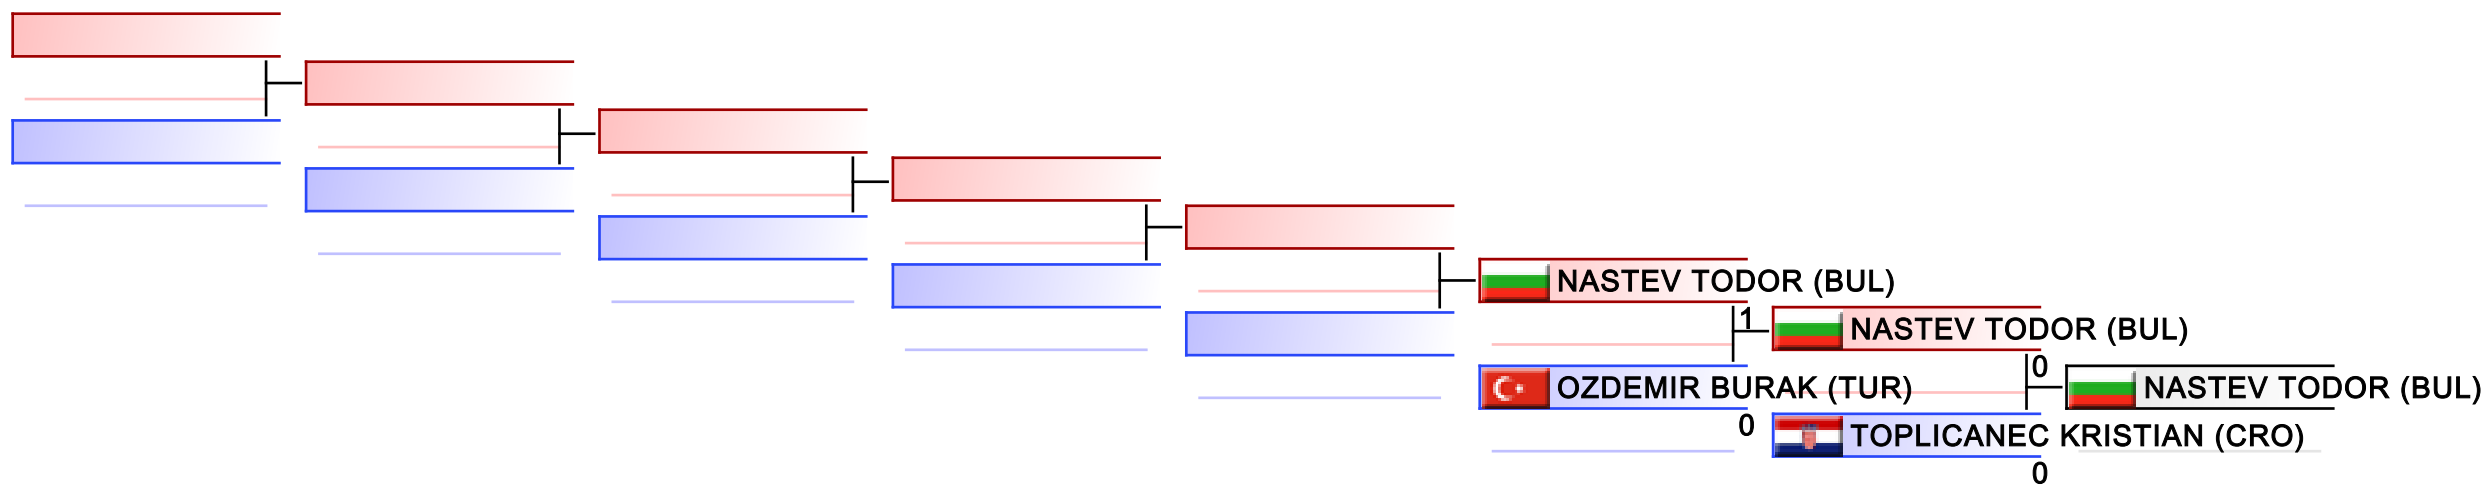 NASTEV TODOR (BUL)
1
NASTEV TODOR (BUL)
0
OZDEMIR BURAK (TUR)
NASTEV TODOR (BUL)
0
TOPLICANEC KRISTIAN (CRO)
0